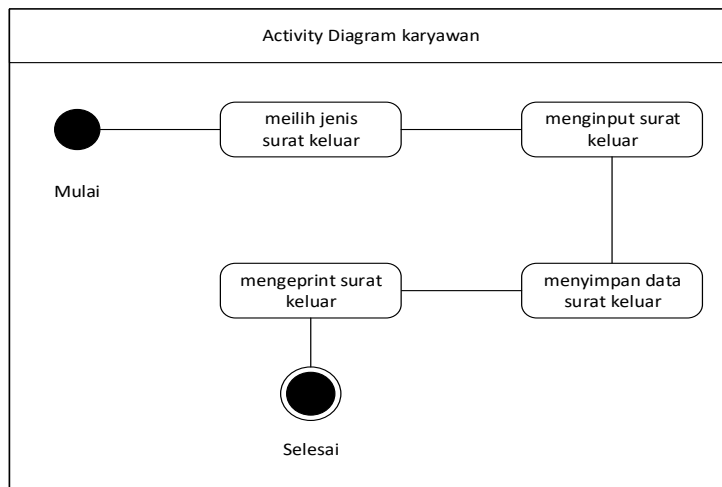 Activity Diagram karyawan
meilih jenis
surat keluar
menginput surat
keluar
Mulai
mengeprint surat
keluar
menyimpan data
surat keluar
Selesai